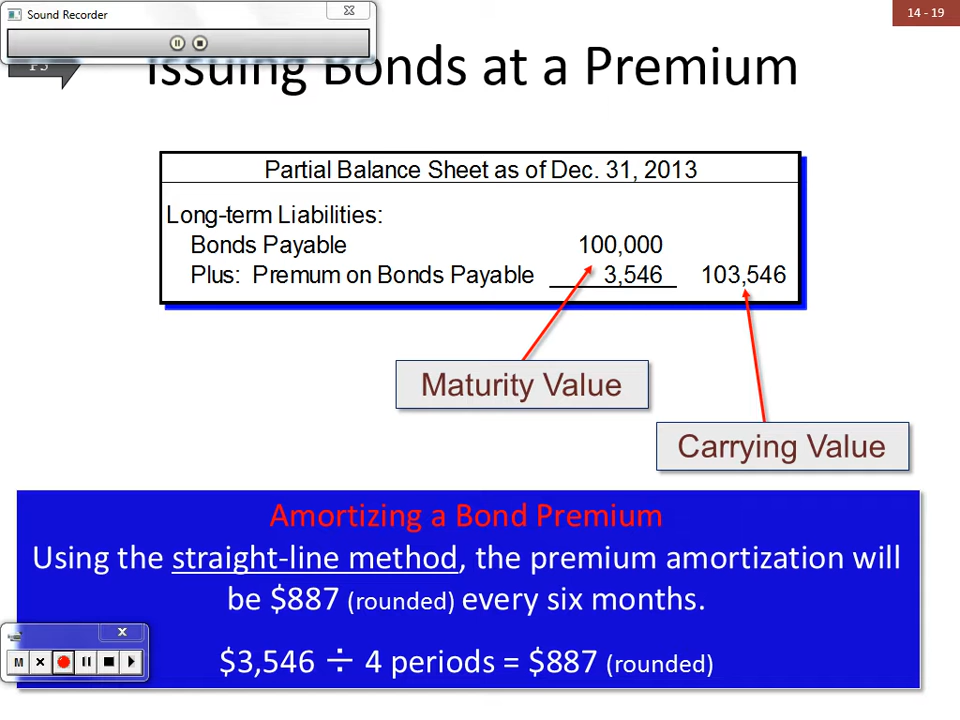 Sound Recorder
14 - 19
P3
Issuing Bonds at a Premium
Partial Balance Sheet as of Dec. 31, 2013
Long-term Liabilities:
Bonds Payable 100,000
Plus: Premum on Bonds Payable 3,546 103,546
Maturity Value
Carrying Value
Amortizing a Bond Premium
Using the straight-line method, the premium amortization will
be $887 (rounded) every six months.
$3,546 ÷ 4 periods = $887 (rounded)
M